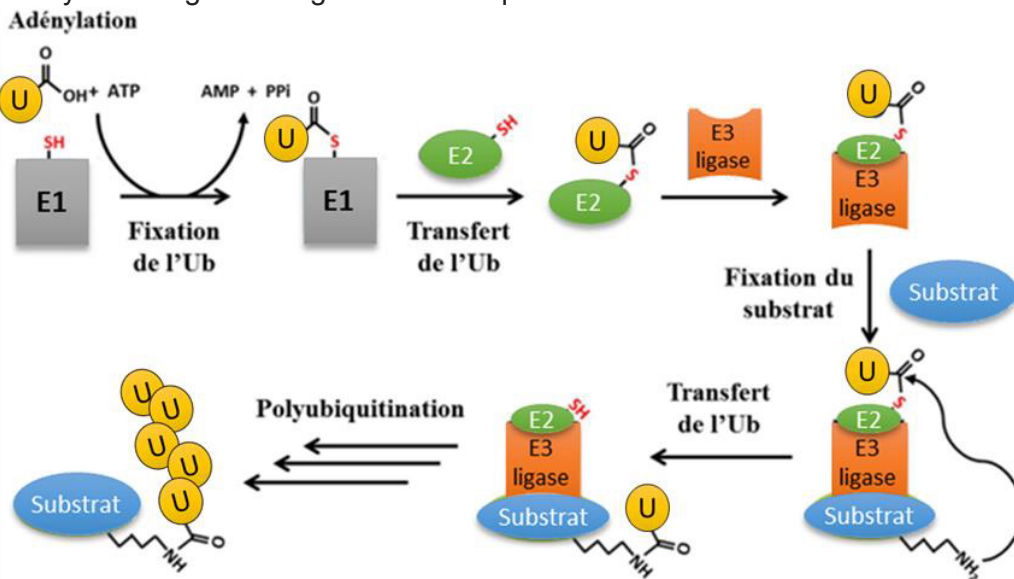 Adénylation
O
U
OH + ATP
AMP + PPi
SH
E1
Fixation
de l'Ub
O
U
S
E1
SH
E2
Transfert
de l'Ub
U
O
S
E2
E3
ligase
U
O
S
E2
E3
ligase
Fixation du
substrat
Substrat
U
O
S
E2
E3
ligase
Substrat
NH2
Transfert
de l'Ub
SH
E2
E3
ligase
Substrat
U
O
NH
Polyubiquitination
U
U
U
U
U
Substrat
O
NH